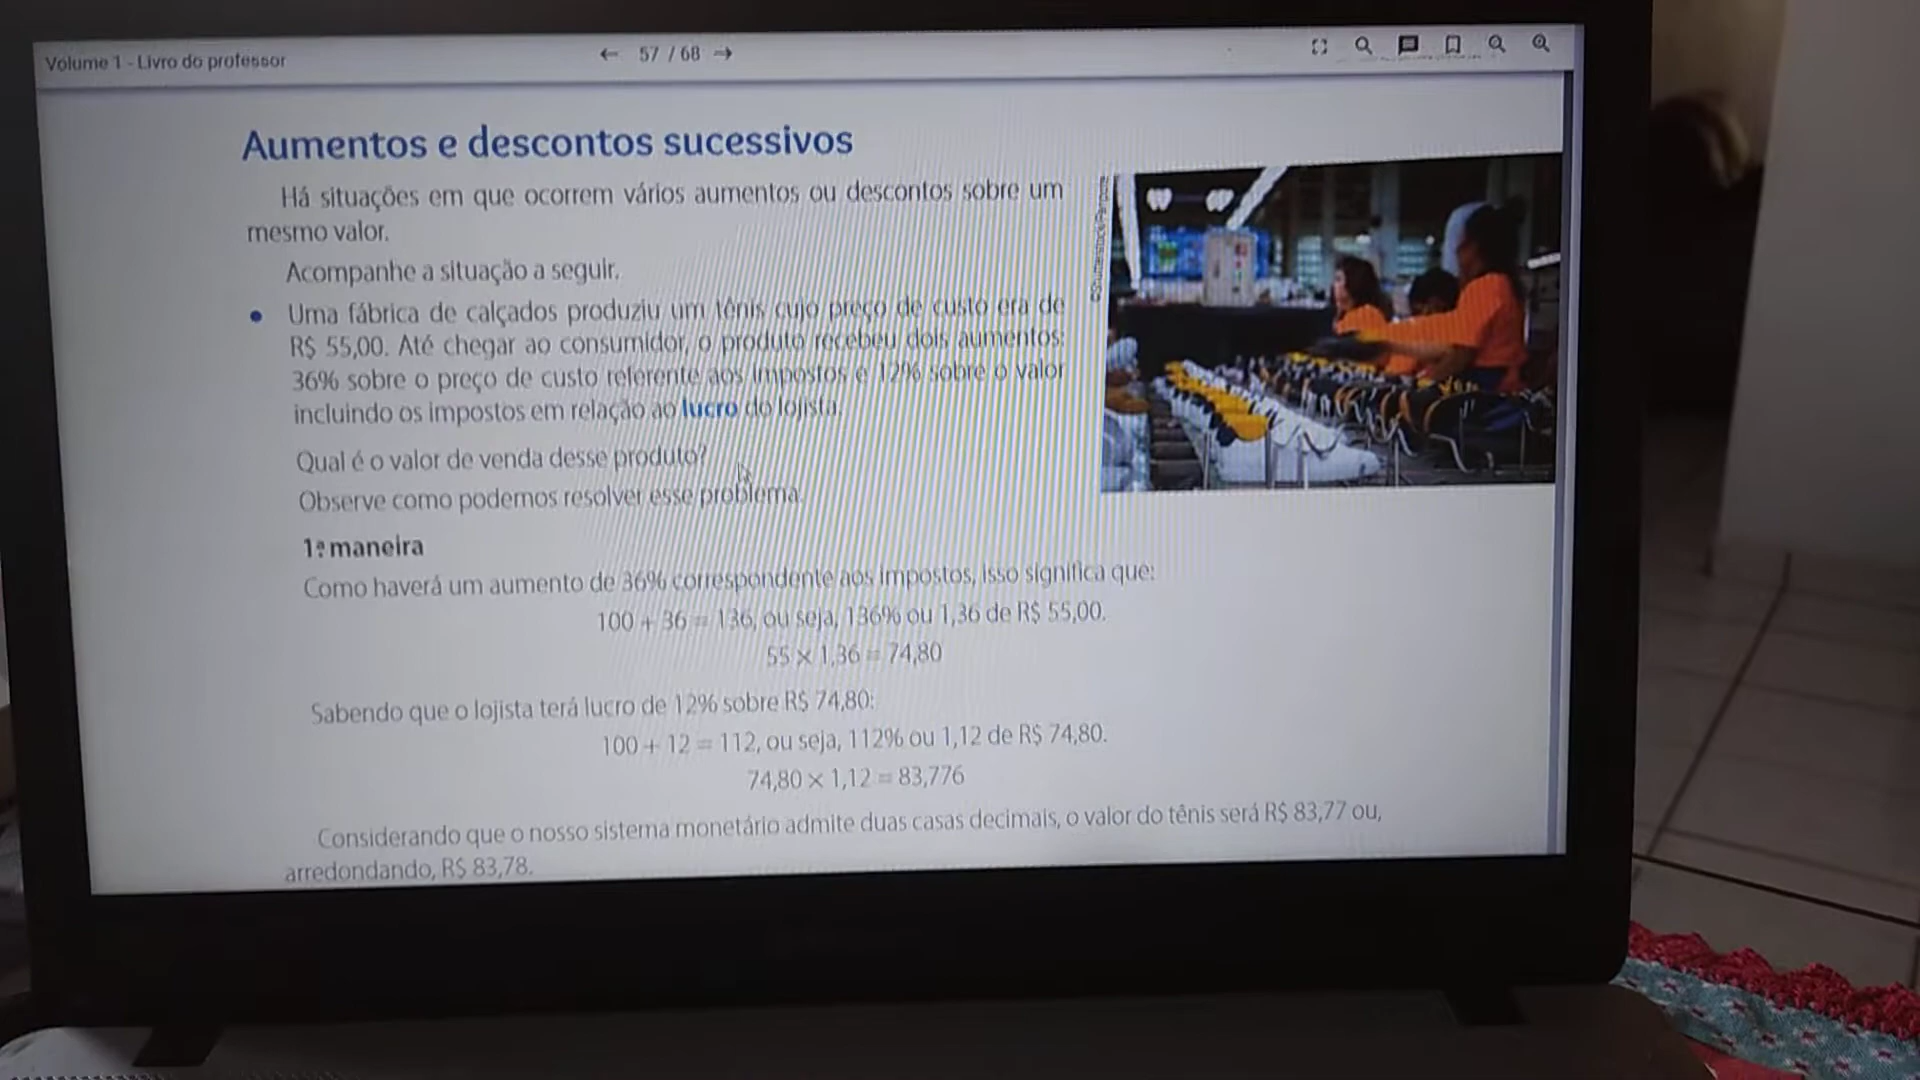 Volume 1 - Livro do professor
← 57 / 68 →
Aumentos e descontos sucessivos
Há situações em que ocorrem vários aumentos ou descontos sobre um
mesmo valor.
Acompanhe a situação a seguir.
• Uma fábrica de calçados produziu um tênis cujo preço de custo era de
R$ 55,00. Até chegar ao consumidor, o produto recebeu dois aumentos:
36% sobre o preço de custo referente aos impostos e 12% sobre o valor
incluindo os impostos em relação ao lucro do lojista.
Qual é o valor de venda desse produto?
Observe como podemos resolver esse problema.
©Shutterstock/Panpote
1ª maneira
Como haverá um aumento de 36% correspondente aos impostos, isso significa que:
100 + 36 = 136, ou seja, 136% ou 1,36 de R$ 55,00.
55 × 1,36 = 74,80
Sabendo que o lojista terá lucro de 12% sobre R$ 74,80:
100 + 12 = 112, ou seja, 112% ou 1,12 de R$ 74,80.
74,80 × 1,12 = 83,776
Considerando que o nosso sistema monetário admite duas casas decimais, o valor do tênis será R$ 83,77 ou,
arredondando, R$ 83,78.